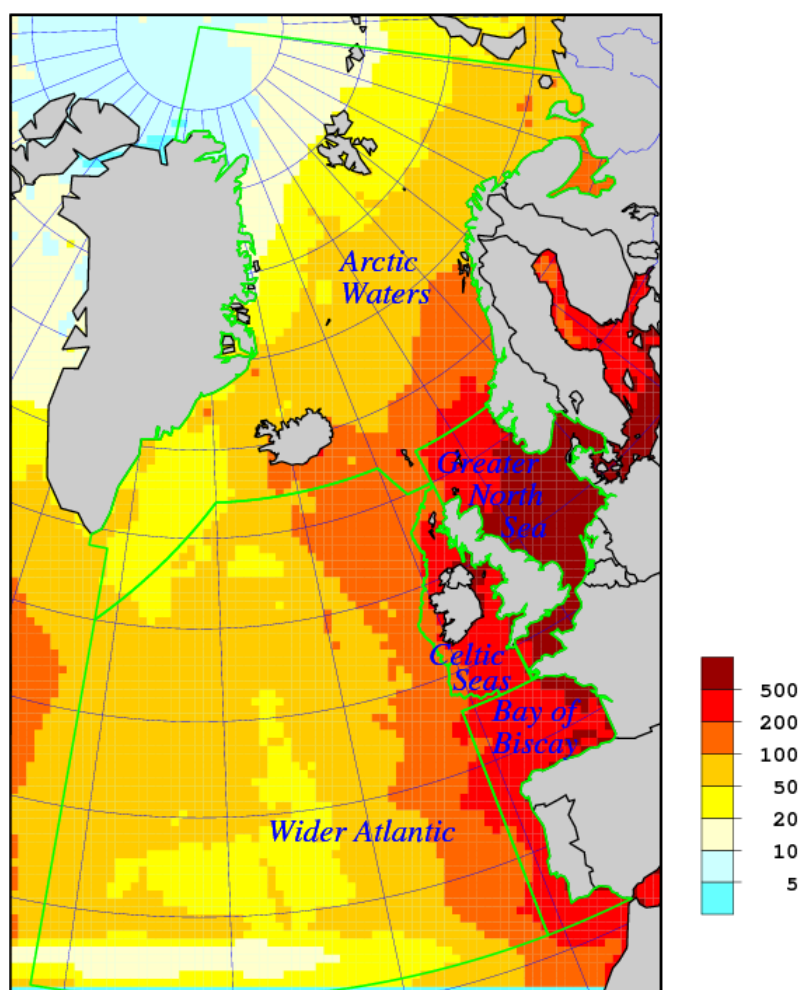 Arctic
Waters
Greater
North
Sea
Celtic
Seas
Bay of
Biscay
Wider Atlantic
500
200
100
50
20
10
5